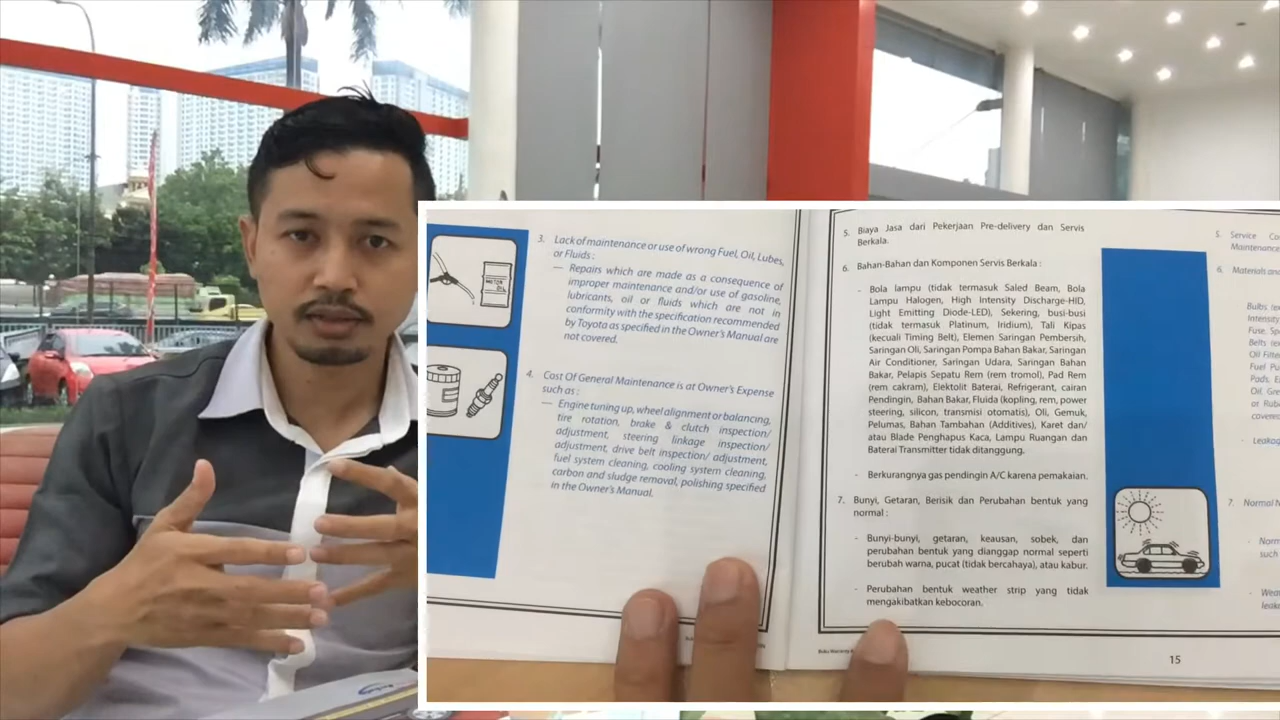 3. Lack of maintenance or use of wrong Fuel, Oil, Lubes,
or Fluids :
— Repairs which are made as a consequence of
improper maintenance and/or use of gasoline,
lubricants, oil or fluids which are not in
conformity with the specification recommended
by Toyota as specified in the Owner's Manual are
not covered.
4. Cost Of General Maintenance is at Owner's Expense
such as :
— Engine tuning up, wheel alignment or balancing,
tire rotation, brake & clutch inspection/
adjustment, steering linkage inspection/
adjustment, drive belt inspection/ adjustment,
fuel system cleaning, cooling system cleaning,
carbon and sludge removal, polishing specified
in the Owner's Manual.
MOTOR
OIL
5. Biaya Jasa dari Pekerjaan Pre-delivery dan Servis
Berkala.
6. Bahan-Bahan dan Komponen Servis Berkala :
- Bola lampu (tidak termasuk Saled Beam, Bola
Lampu Halogen, High Intensity Discharge-HID,
Light Emitting Diode-LED), Sekering, busi-busi
(tidak termasuk Platinum, Iridium), Tali Kipas
(kecuali Timing Belt), Elemen Saringan Pembersih,
Saringan Oli, Saringan Pompa Bahan Bakar, Saringan
Air Conditioner, Saringan Udara, Saringan Bahan
Bakar, Pelapis Sepatu Rem (rem tromol), Pad Rem
(rem cakram), Elektolit Baterai, Refrigerant, cairan
Pendingin, Bahan Bakar, Fluida (kopling, rem, power
steering, silicon, transmisi otomatis), Oli, Gemuk,
Pelumas, Bahan Tambahan (Additives), Karet dan/
atau Blade Penghapus Kaca, Lampu Ruangan dan
Baterai Transmitter tidak ditanggung.
- Berkurangnya gas pendingin A/C karena pemakaian.
7. Bunyi, Getaran, Berisik dan Perubahan bentuk yang
normal :
- Bunyi-bunyi, getaran, keausan, sobek, dan
perubahan bentuk yang dianggap normal seperti
berubah warna, pucat (tidak bercahaya), atau kabur.
- Perubahan bentuk weather strip yang tidak
mengakibatkan kebocoran.
15
5. Service
Maintenance
6. Materials
Intensity
Belts
Oil Filter
Pads,
Oil,
or
7. Normal
such